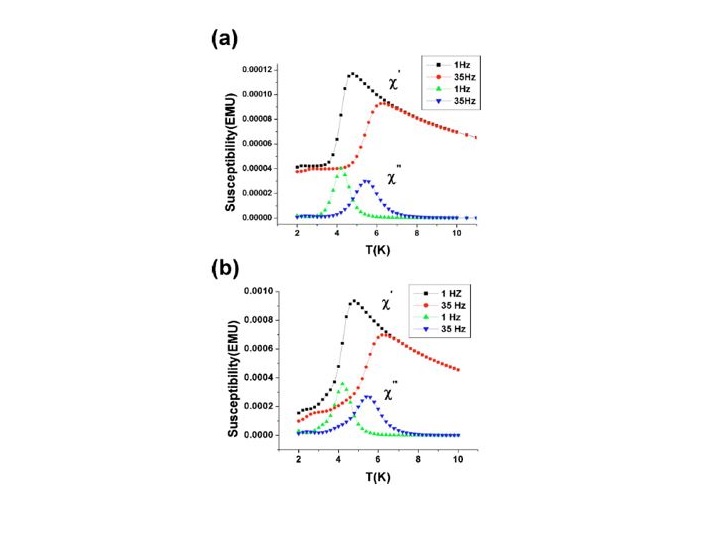 (a)
0.00012
0.00010
0.00008
0.00006
0.00004
0.00002
0.00000
Susceptibility(EMU)
χ'
χ"
1Hz
35Hz
1Hz
35Hz
2 4 6 8 10
T(K)
(b)
0.0010
0.0008
0.0006
0.0004
0.0002
0.0000
Susceptibility(EMU)
χ'
χ"
1 HZ
35 Hz
1 Hz
35 Hz
2 4 6 8 10
T(K)